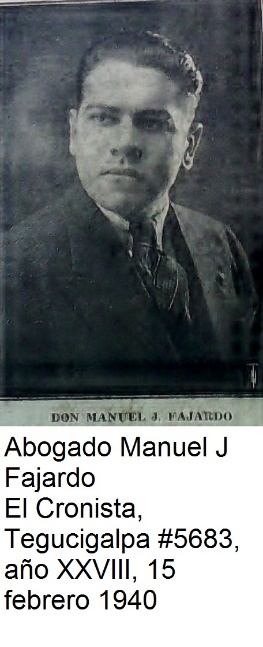 DON MANUEL J. FAJARDO
Abogado Manuel J
Fajardo
El Cronista,
Tegucigalpa #5683,
año XXVIII, 15
febrero 1940